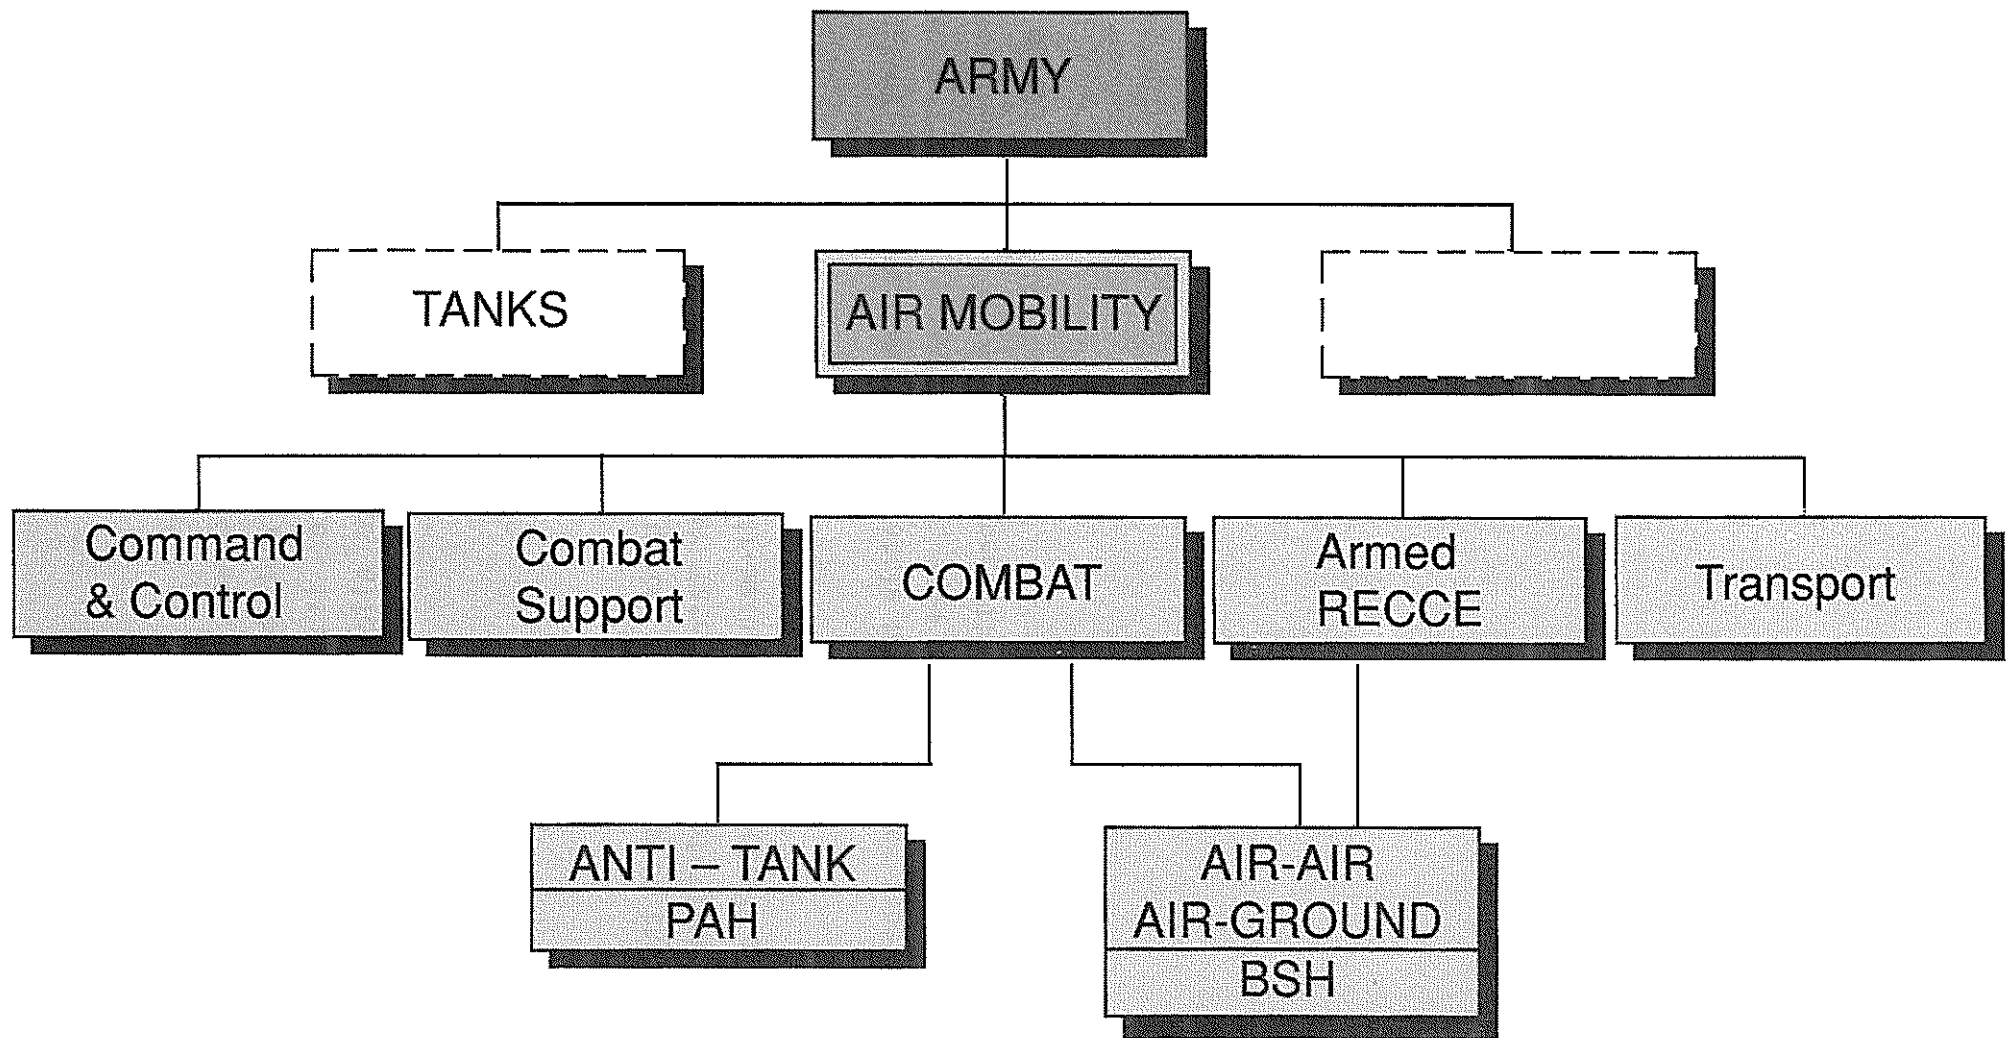 ARMY
TANKS
AIR MOBILITY
Command
& Control
Combat
Support
COMBAT
Armed
RECCE
Transport
ANTI – TANK
PAH
AIR-AIR
AIR-GROUND
BSH